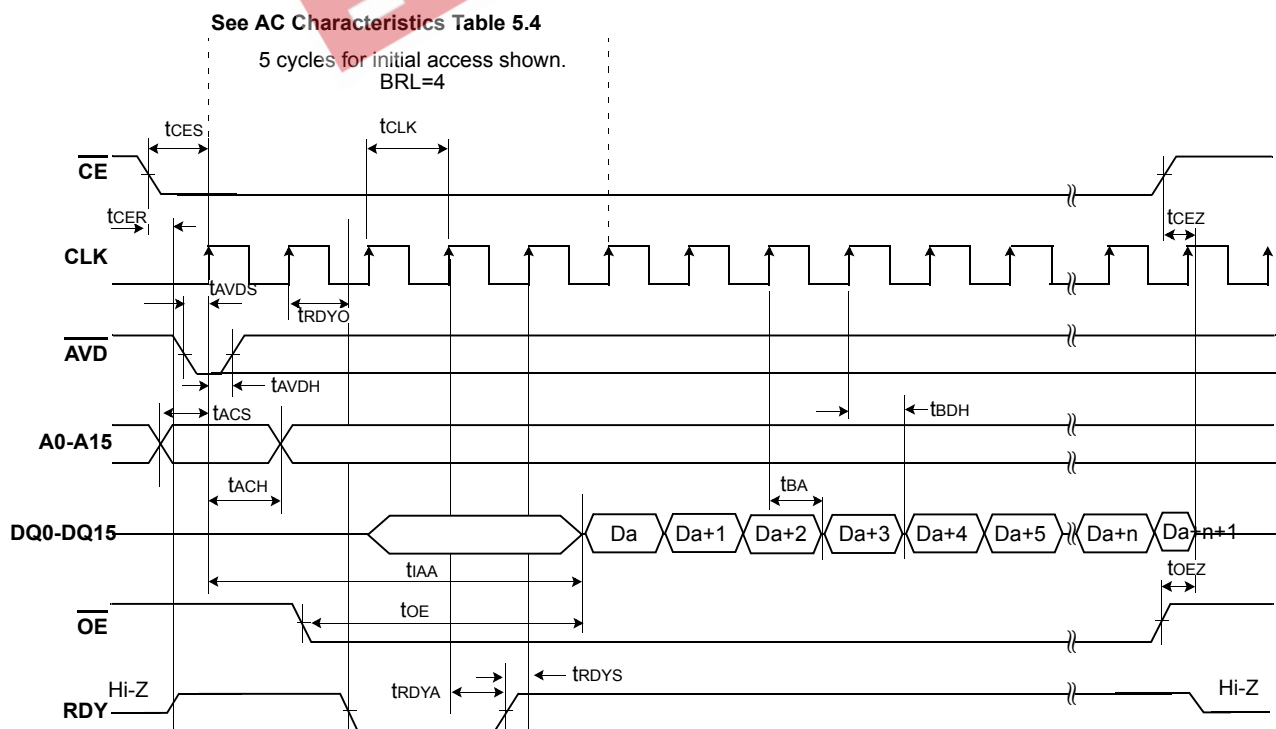 See AC Characteristics Table 5.4
5 cycles for initial access shown.
BRL=4
tCES
tCLK
CE
tCER
tCEZ
CLK
tAVDS
tRDYO
AVD
tAVDH
tACS
tBDH
A0-A15
tACH
tBA
DQ0-DQ15
Da
Da+1
Da+2
Da+3
Da+4
Da+5
Da+n
Da+n+1
tIAA
tOEZ
tOE
OE
tRDYS
tRDYA
Hi-Z
Hi-Z
RDY